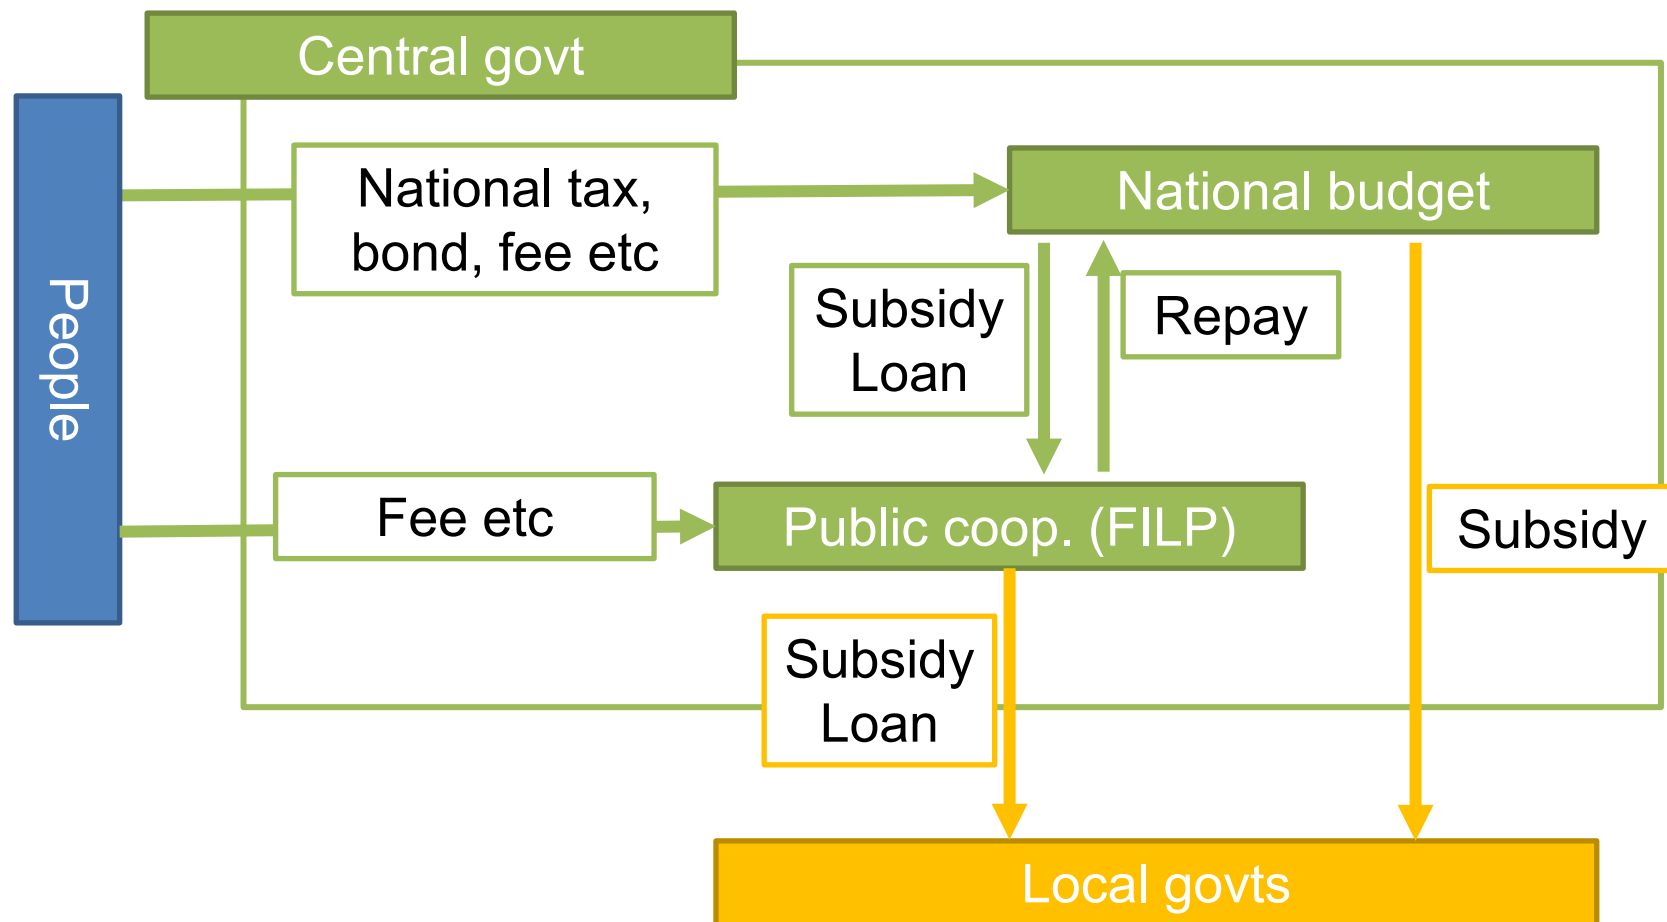 Central govt
People
National tax,
bond, fee etc
National budget
Subsidy
Loan
Repay
Fee etc
Public coop. (FILP)
Subsidy
Subsidy
Loan
Local govts